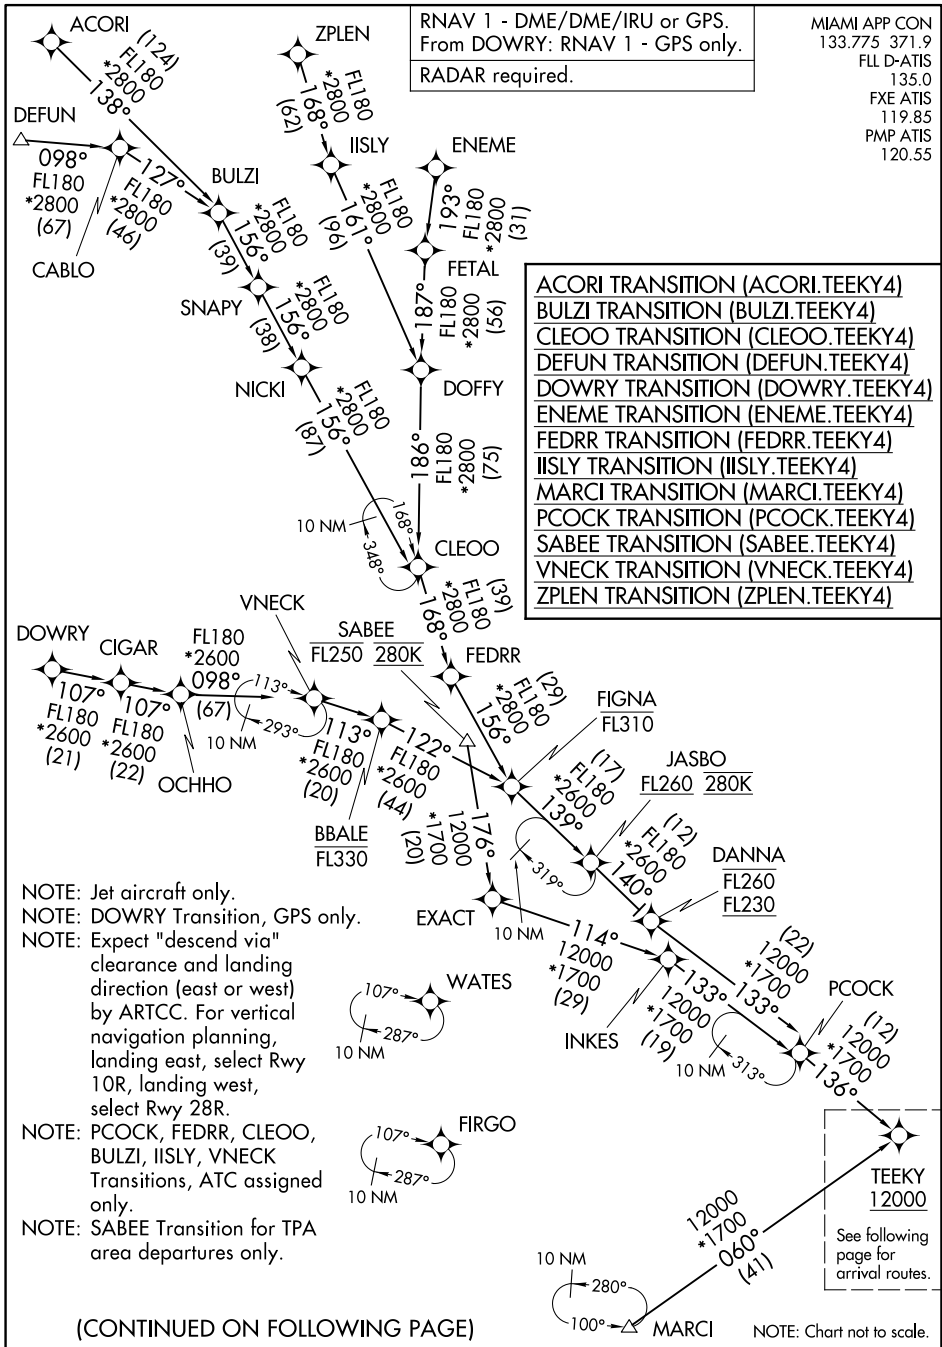 RNAV 1 - DME/DME/IRU or GPS.
From DOWRY: RNAV 1 - GPS only.
RADAR required.
MIAMI APP CON
133.775 371.9
FLL D-ATIS
135.0
FXE ATIS
119.85
PMP ATIS
120.55
ACORI
(124)
FL180
*2800
138°
ZPLEN
FL180
*2800
168°
(62)
DEFUN
098°
FL180
*2800
(67)
127°
FL180
*2800
(46)
CABLO
BULZI
FL180
*2800
156°
(39)
IISLY
FL180
*2800
161°
(96)
ENEME
193°
FL180
*2800
(31)
FETAL
187°
FL180
*2800
(56)
SNAPY
FL180
*2800
156°
(38)
NICKI
FL180
*2800
156°
(87)
DOFFY
186°
FL180
*2800
(75)
10 NM
168°
348°
CLEOO
(39)
FL180
*2800
168°
ACORI TRANSITION (ACORI.TEEKY4)
BULZI TRANSITION (BULZI.TEEKY4)
CLEOO TRANSITION (CLEOO.TEEKY4)
DEFUN TRANSITION (DEFUN.TEEKY4)
DOWRY TRANSITION (DOWRY.TEEKY4)
ENEME TRANSITION (ENEME.TEEKY4)
FEDRR TRANSITION (FEDRR.TEEKY4)
IISLY TRANSITION (IISLY.TEEKY4)
MARCI TRANSITION (MARCI.TEEKY4)
PCOCK TRANSITION (PCOCK.TEEKY4)
SABEE TRANSITION (SABEE.TEEKY4)
VNECK TRANSITION (VNECK.TEEKY4)
ZPLEN TRANSITION (ZPLEN.TEEKY4)
DOWRY
107°
FL180
*2600
(21)
CIGAR
107°
FL180
*2600
(22)
OCHHO
FL180
*2600
098°
(67)
VNECK
113°
293°
10 NM
113°
FL180
*2600
(20)
BBALE
FL330
122°
FL180
*2600
(44)
SABEE
FL250 280K
176°
12000
*1700
(20)
FEDRR
(29)
FL180
*2800
156°
FIGNA
FL310
(17)
FL180
*2600
139°
JASBO
FL260 280K
319°
10 NM
(12)
FL180
*2600
140°
DANNA
FL260
FL230
(22)
12000
*1700
133°
EXACT
114°
12000
*1700
(29)
INKES
133°
12000
*1700
(19)
PCOCK
313°
10 NM
(12)
12000
*1700
136°
TEEKY
12000
See following
page for
arrival routes.
NOTE: Jet aircraft only.
NOTE: DOWRY Transition, GPS only.
NOTE: Expect "descend via"
clearance and landing
direction (east or west)
by ARTCC. For vertical
navigation planning,
landing east, select Rwy
10R, landing west,
select Rwy 28R.
NOTE: PCOCK, FEDRR, CLEOO,
BULZI, IISLY, VNECK
Transitions, ATC assigned
only.
NOTE: SABEE Transition for TPA
area departures only.
WATES
107°
287°
10 NM
FIRGO
107°
287°
10 NM
12000
*1700
060°
(41)
10 NM
280°
100°
MARCI
(CONTINUED ON FOLLOWING PAGE)
NOTE: Chart not to scale.